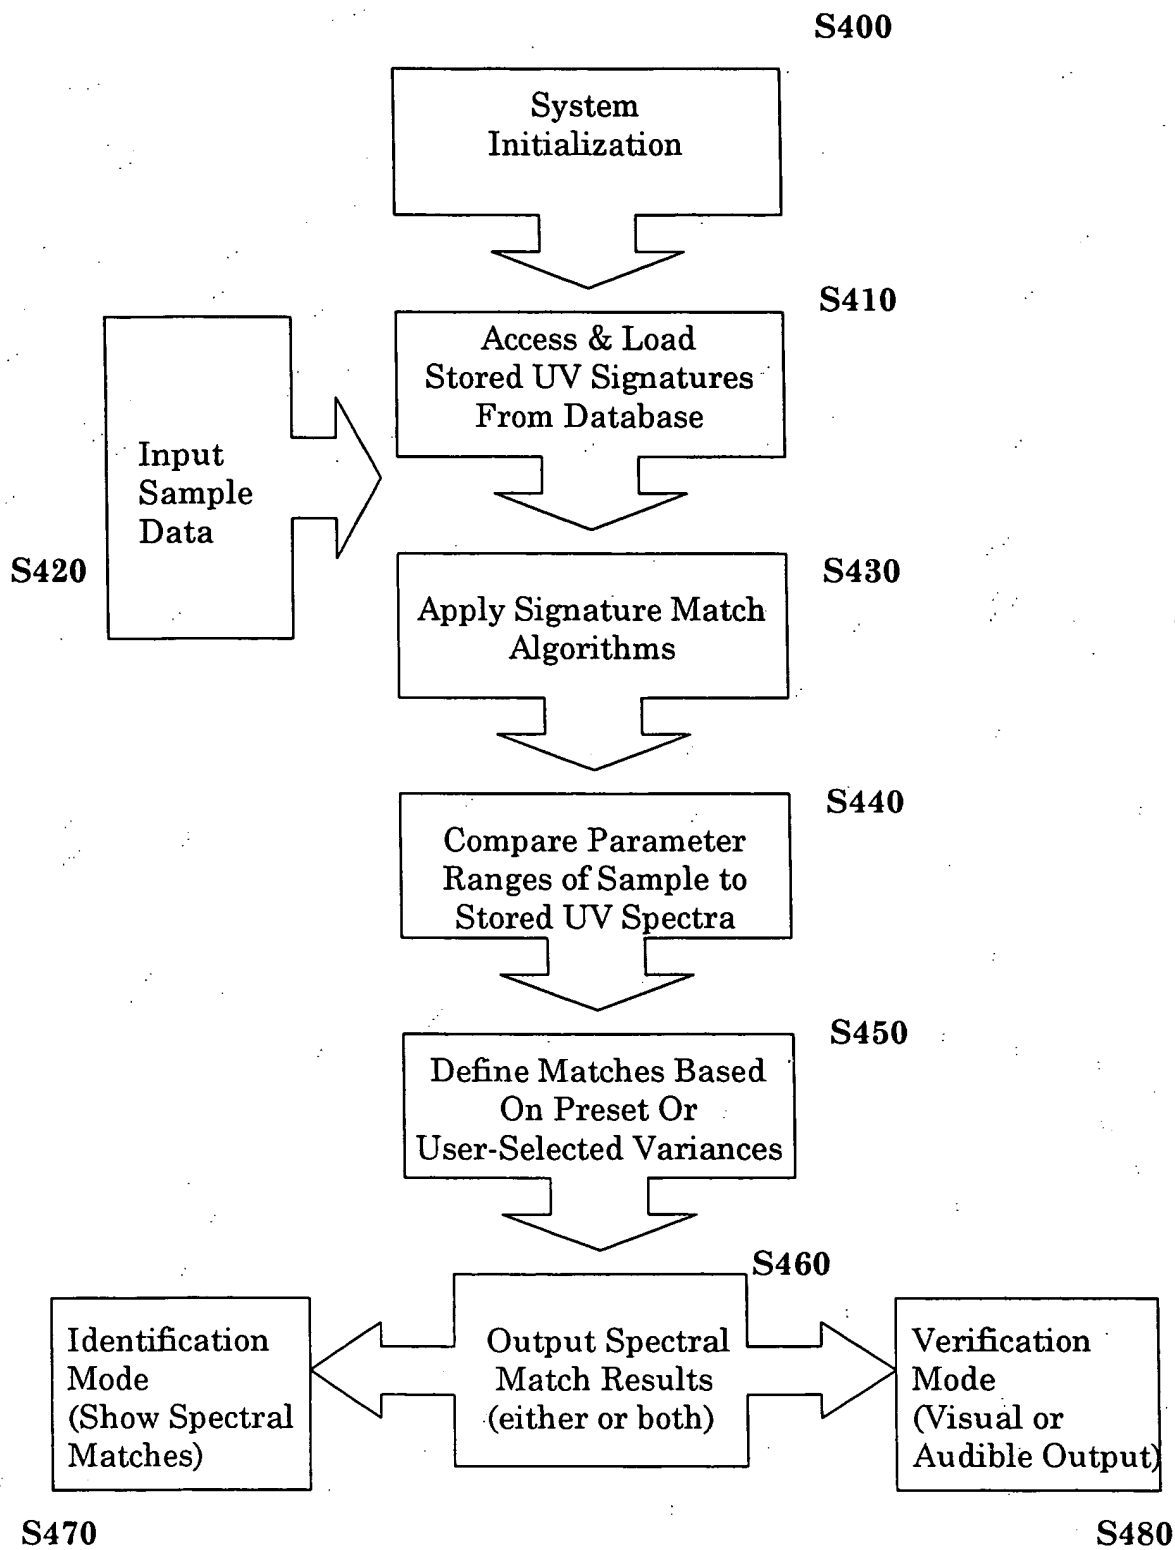 S400
System
Initialization
S410
Access & Load
Stored UV Signatures
From Database
Input
Sample
Data
S420
S430
Apply Signature Match
Algorithms
S440
Compare Parameter
Ranges of Sample to
Stored UV Spectra
S450
Define Matches Based
On Preset Or
User-Selected Variances
S460
Output Spectral
Match Results
(either or both)
Identification
Mode
(Show Spectral
Matches)
S470
Verification
Mode
(Visual or
Audible Output)
S480